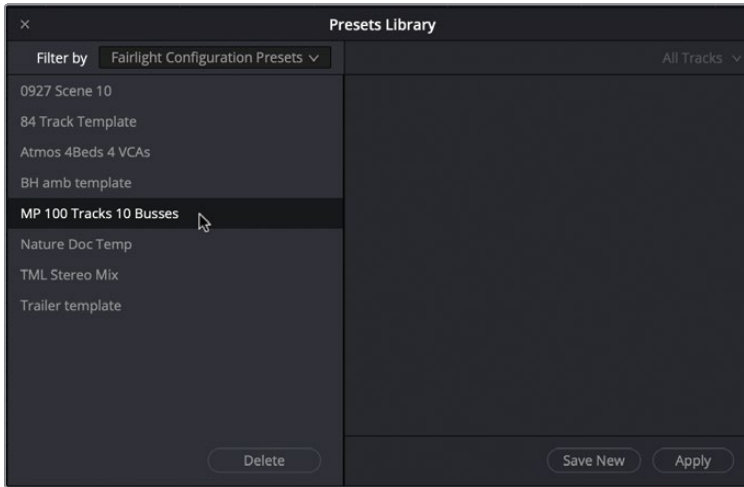 Presets Library
Filter by Fairlight Configuration Presets
All Tracks
0927 Scene 10
84 Track Template
Atmos 4Beds 4 VCAs
BH amb template
MP 100 Tracks 10 Busses
Nature Doc Temp
TML Stereo Mix
Trailer template
Delete
Save New
Apply